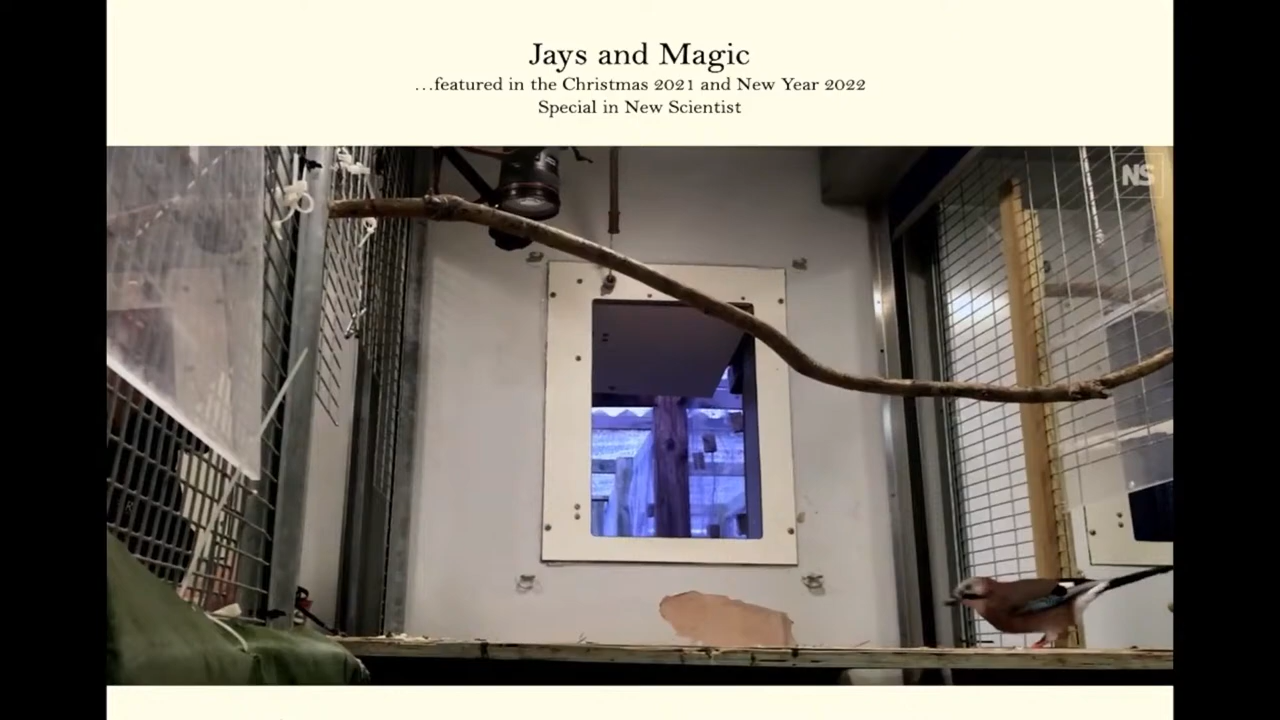 Jays and Magic
...featured in the Christmas 2021 and New Year 2022
Special in New Scientist
NS